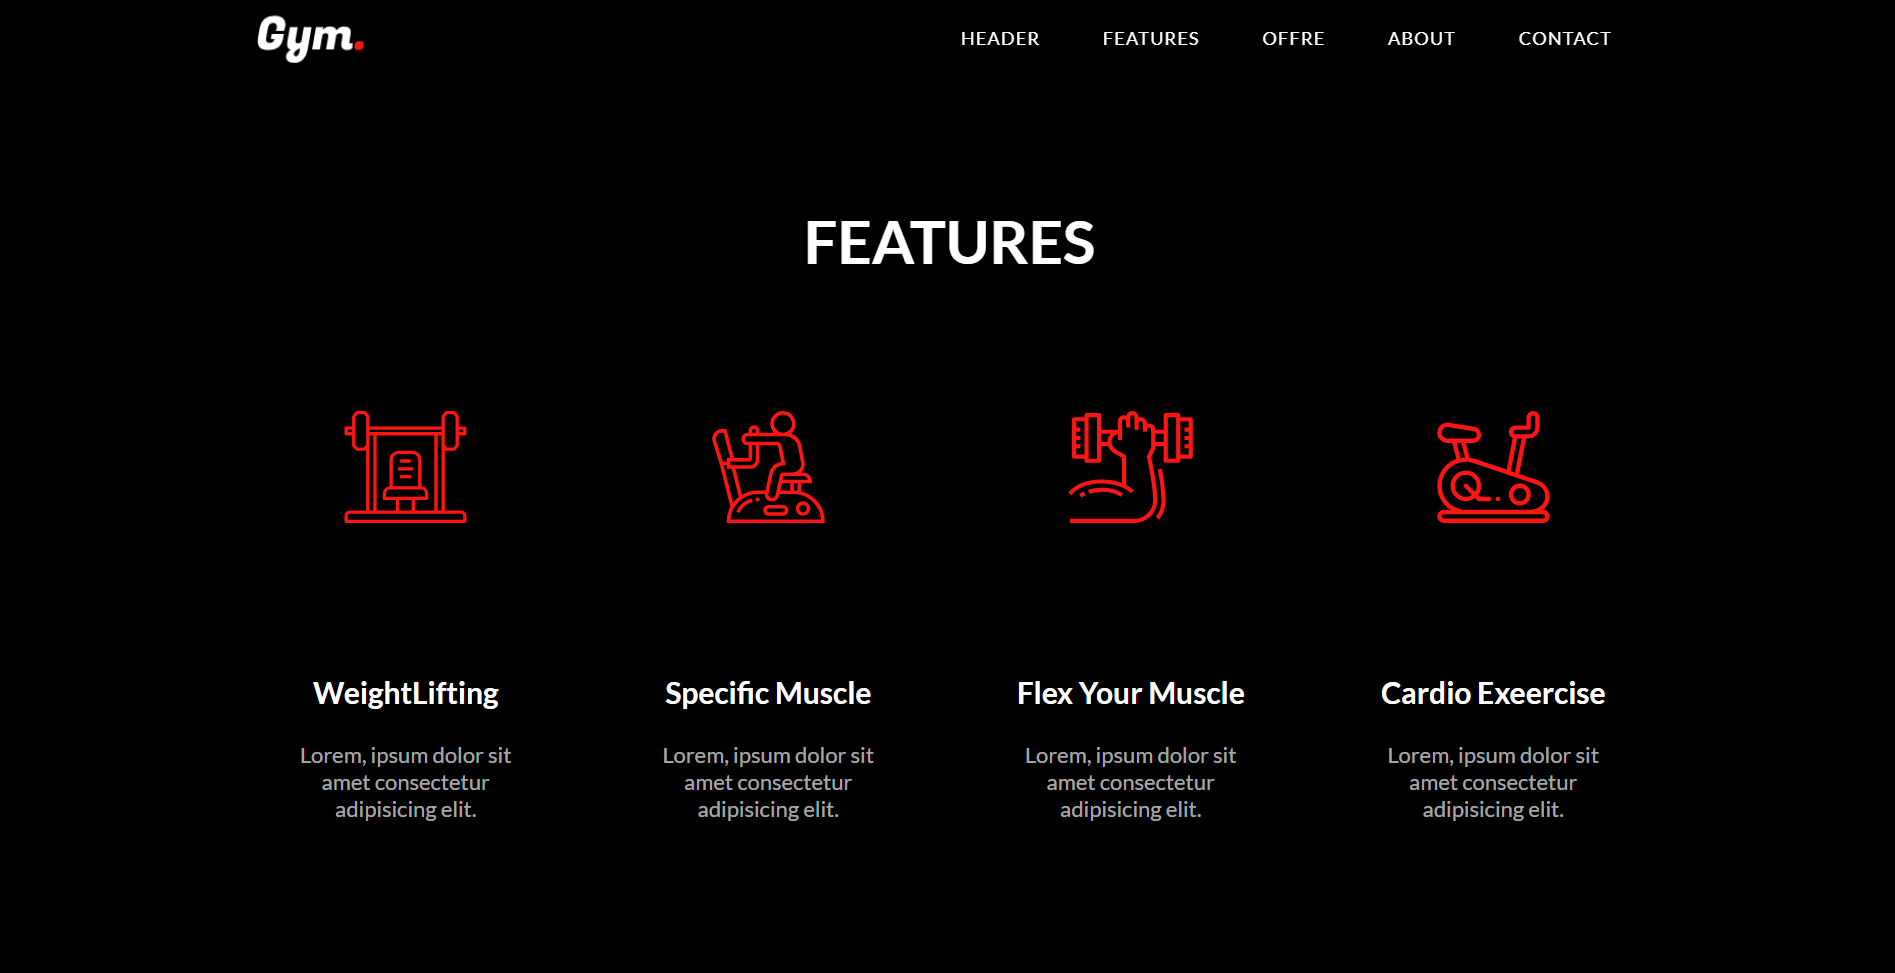 Gym.
HEADER FEATURES OFFRE ABOUT CONTACT
FEATURES
WeightLifting
Lorem, ipsum dolor sit
amet consectetur
adipisicing elit.
Specific Muscle
Lorem, ipsum dolor sit
amet consectetur
adipisicing elit.
Flex Your Muscle
Lorem, ipsum dolor sit
amet consectetur
adipisicing elit.
Cardio Exeercise
Lorem, ipsum dolor sit
amet consectetur
adipisicing elit.